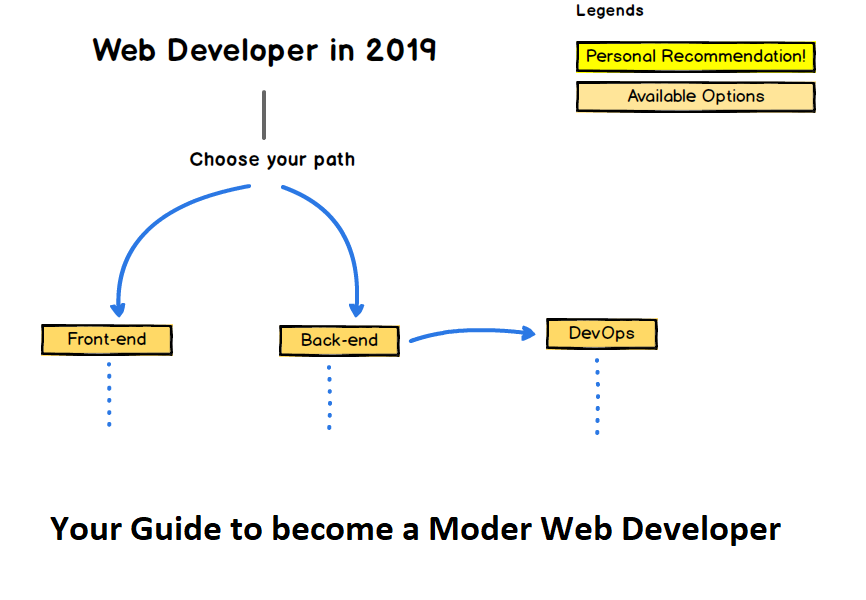 Legends
Web Developer in 2019
Personal Recommendation!
Available Options
Choose your path
Front-end
Back-end
DevOps
Your Guide to become a Moder Web Developer